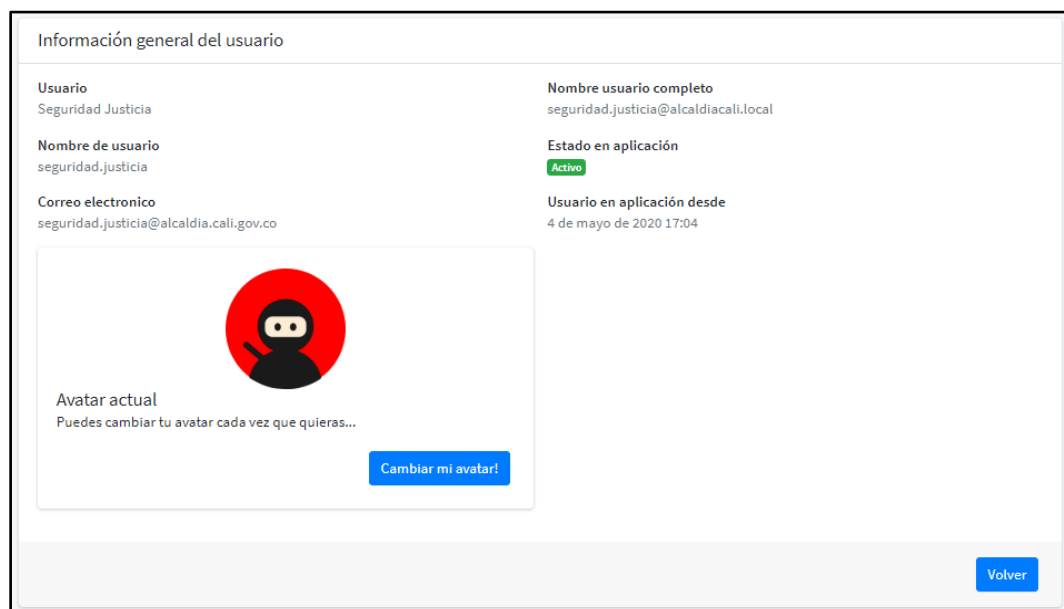 Información general del usuario
Usuario
Seguridad Justicia
Nombre usuario completo
seguridad.justicia@alcaldiacali.local
Nombre de usuario
seguridad.justicia
Estado en aplicación
Activo
Correo electronico
seguridad.justicia@alcaldia.cali.gov.co
Usuario en aplicación desde
4 de mayo de 2020 17:04
Avatar actual
Puedes cambiar tu avatar cada vez que quieras...
Cambiar mi avatar!
Volver